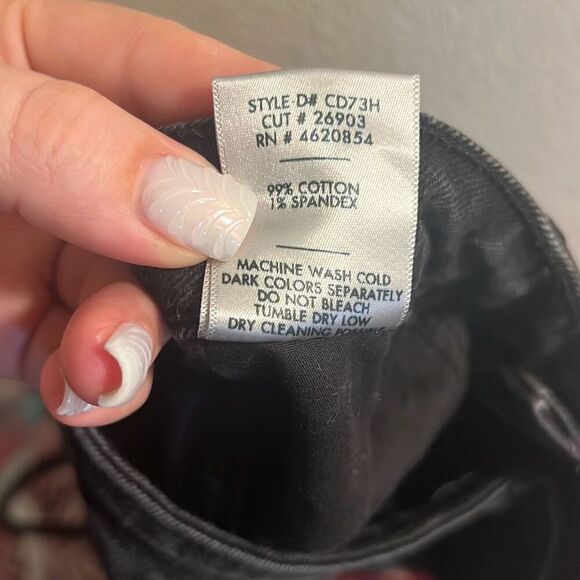 STYLE D# CD73H
CUT # 26903
RN # 4620854
99% COTTON
1% SPANDEX
MACHINE WASH COLD
DARK COLORS SEPARATELY
DO NOT BLEACH
TUMBLE DRY LOW
DRY CLEANING POSSIBLE